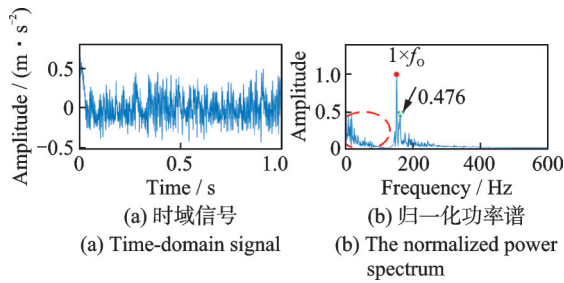 Amplitude / (m · s⁻²)
0.5
0
−0.5
0
0.5
1.0
Time / s
(a) 时域信号
(a) Time-domain signal
Amplitude
1.0
0.5
0
1×f₀
0.476
0
200
400
600
Frequency / Hz
(b) 归一化功率谱
(b) The normalized power
spectrum